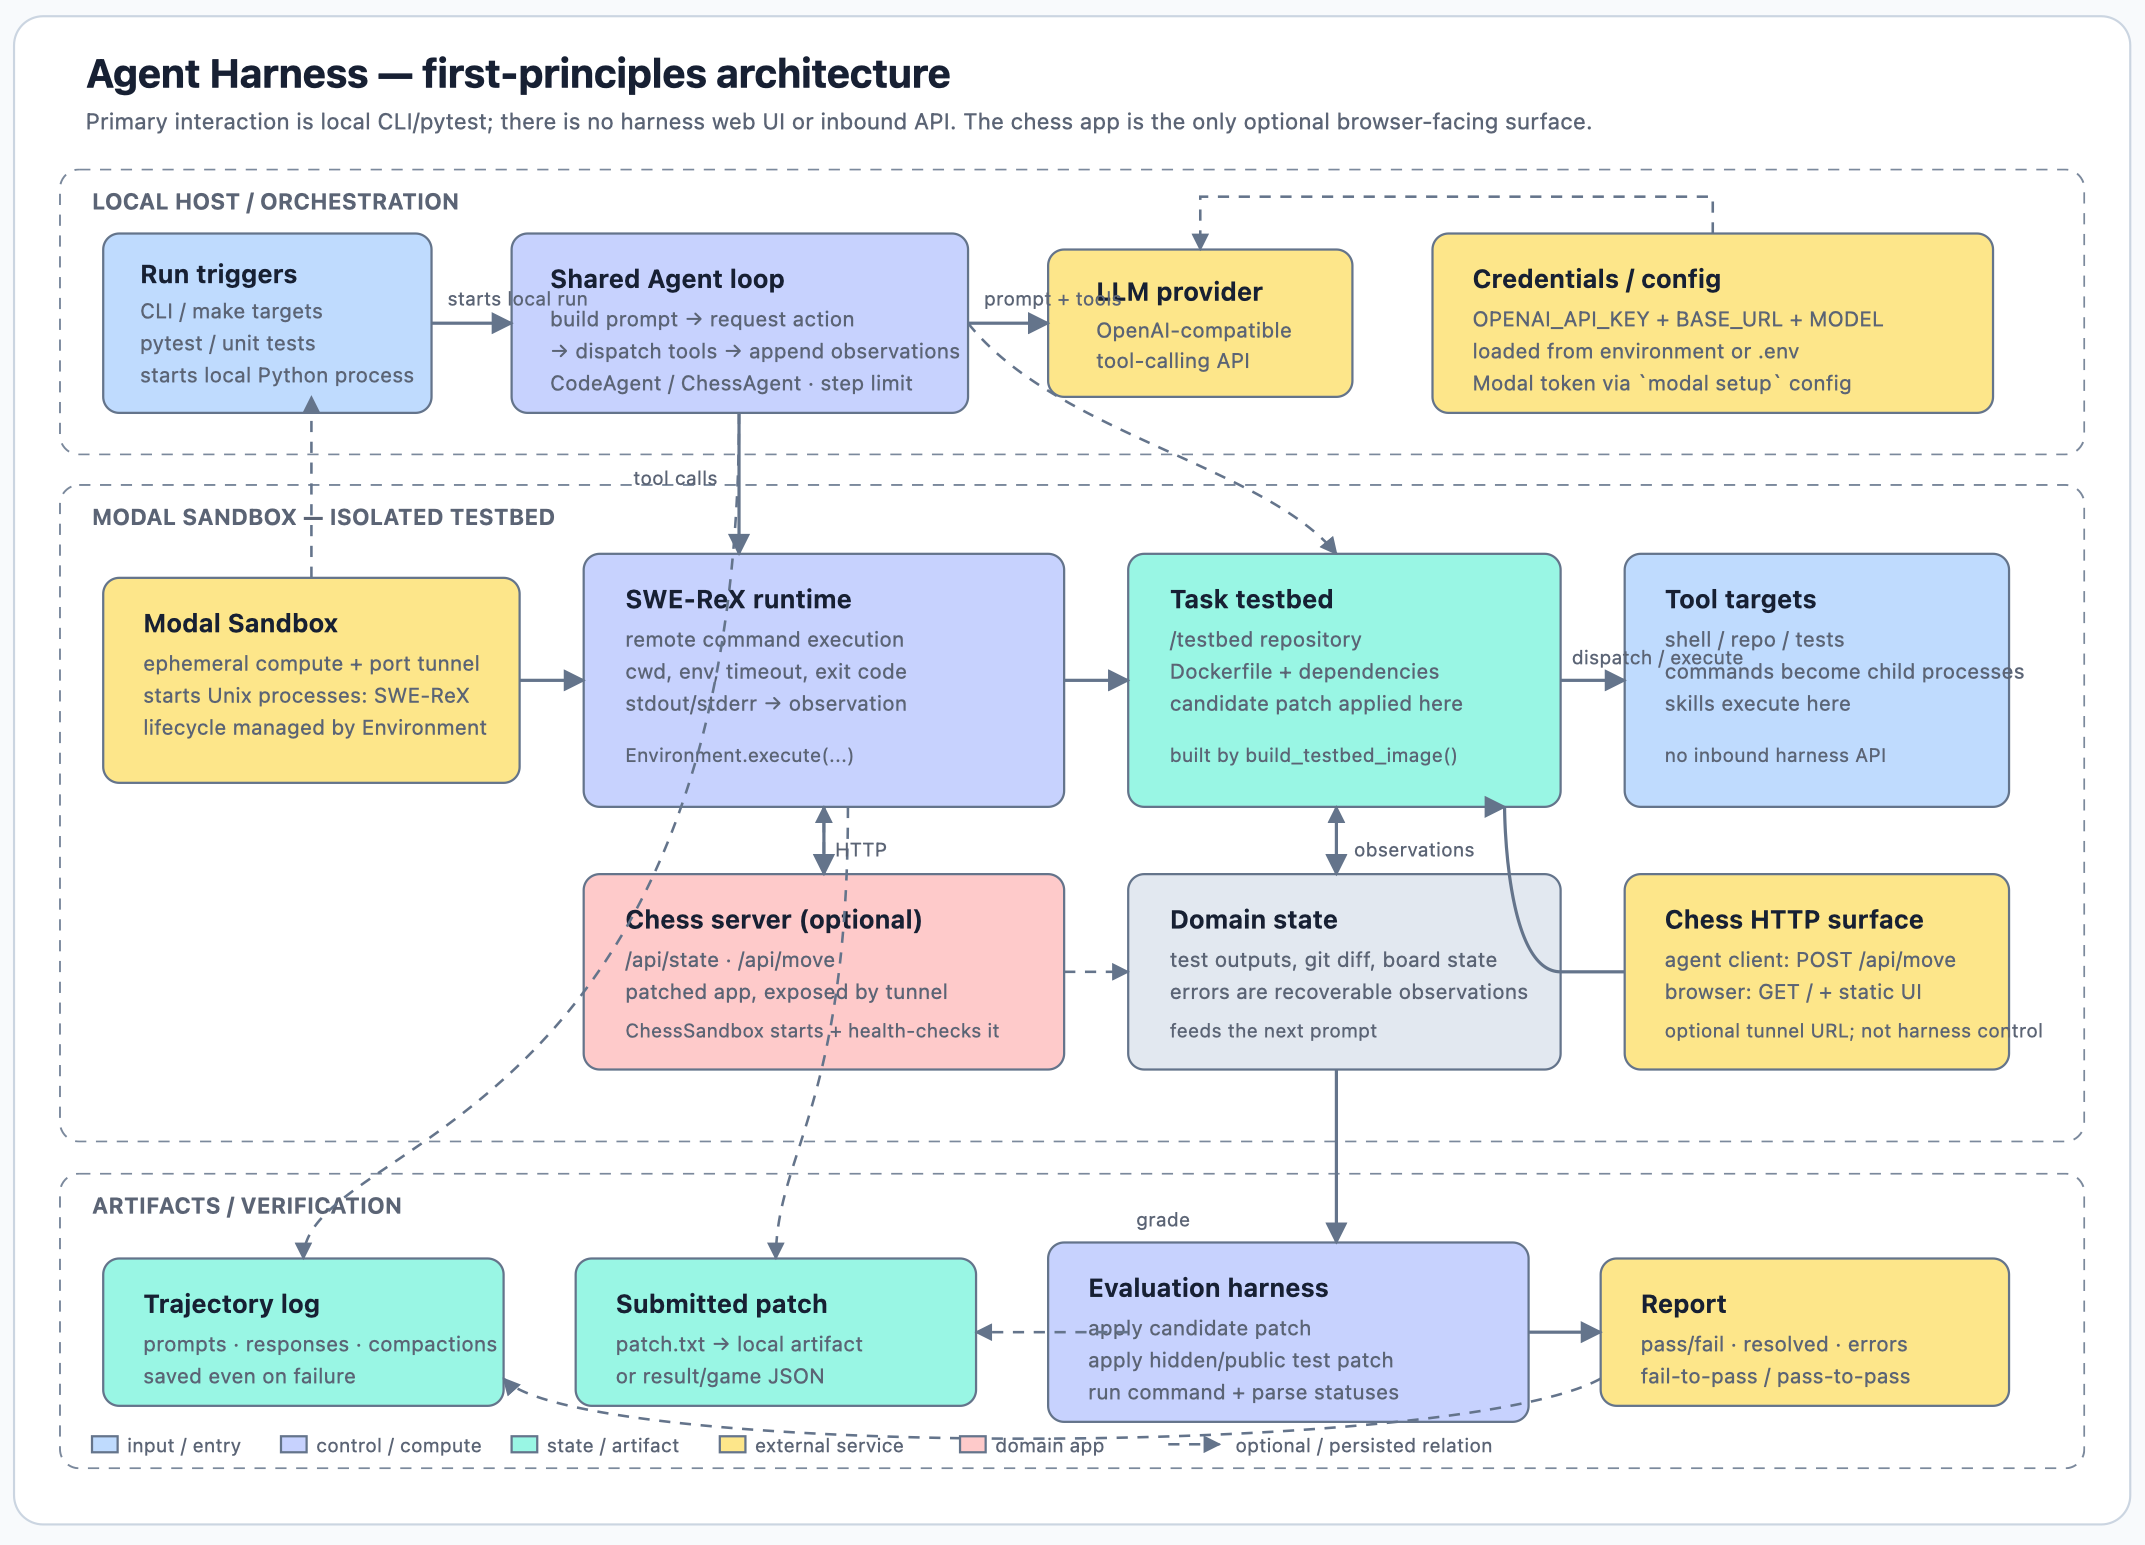 Agent Harness — first-principles architecture
Primary interaction is local CLI/pytest; there is no harness web UI or inbound API. The chess app is the only optional browser-facing surface.
LOCAL HOST / ORCHESTRATION
Run triggers
CLI / make targets
pytest / unit tests
starts local Python process
starts local run
Shared Agent loop
build prompt → request action
→ dispatch tools → append observations
CodeAgent / ChessAgent · step limit
prompt + tools
LLM provider
OpenAI-compatible
tool-calling API
Credentials / config
OPENAI_API_KEY + BASE_URL + MODEL
loaded from environment or .env
Modal token via `modal setup` config
tool calls
MODAL SANDBOX — ISOLATED TESTBED
Modal Sandbox
ephemeral compute + port tunnel
starts Unix processes: SWE-ReX
lifecycle managed by Environment
SWE-ReX runtime
remote command execution
cwd, env, timeout, exit code
stdout/stderr → observation
Environment.execute(...)
Task testbed
/testbed repository
Dockerfile + dependencies
candidate patch applied here
built by build_testbed_image()
dispatch / execute
Tool targets
shell / repo / tests
commands become child processes
skills execute here
no inbound harness API
HTTP
observations
Chess server (optional)
/api/state · /api/move
patched app, exposed by tunnel
ChessSandbox starts + health-checks it
Domain state
test outputs, git diff, board state
errors are recoverable observations
feeds the next prompt
Chess HTTP surface
agent client: POST /api/move
browser: GET / + static UI
optional tunnel URL; not harness control
ARTIFACTS / VERIFICATION
grade
Trajectory log
prompts · responses · compactions
saved even on failure
Submitted patch
patch.txt → local artifact
or result/game JSON
Evaluation harness
apply candidate patch
apply hidden/public test patch
run command + parse statuses
Report
pass/fail · resolved · errors
fail-to-pass / pass-to-pass
input / entry
control / compute
state / artifact
external service
domain app
optional / persisted relation